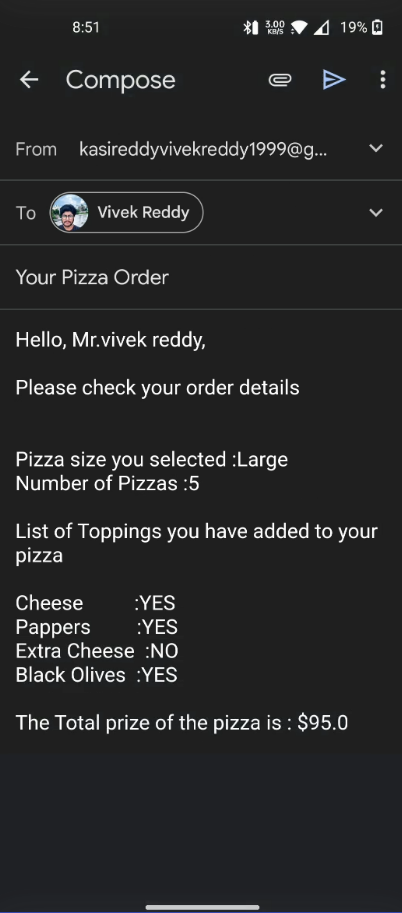 8:51
3.00
KB/S
19%
Compose
From kasireddyvivekreddy1999@g...
To Vivek Reddy
Your Pizza Order
Hello, Mr.vivek reddy,
Please check your order details
Pizza size you selected :Large
Number of Pizzas :5
List of Toppings you have added to your
pizza
Cheese :YES
Pappers :YES
Extra Cheese :NO
Black Olives :YES
The Total prize of the pizza is : $95.0